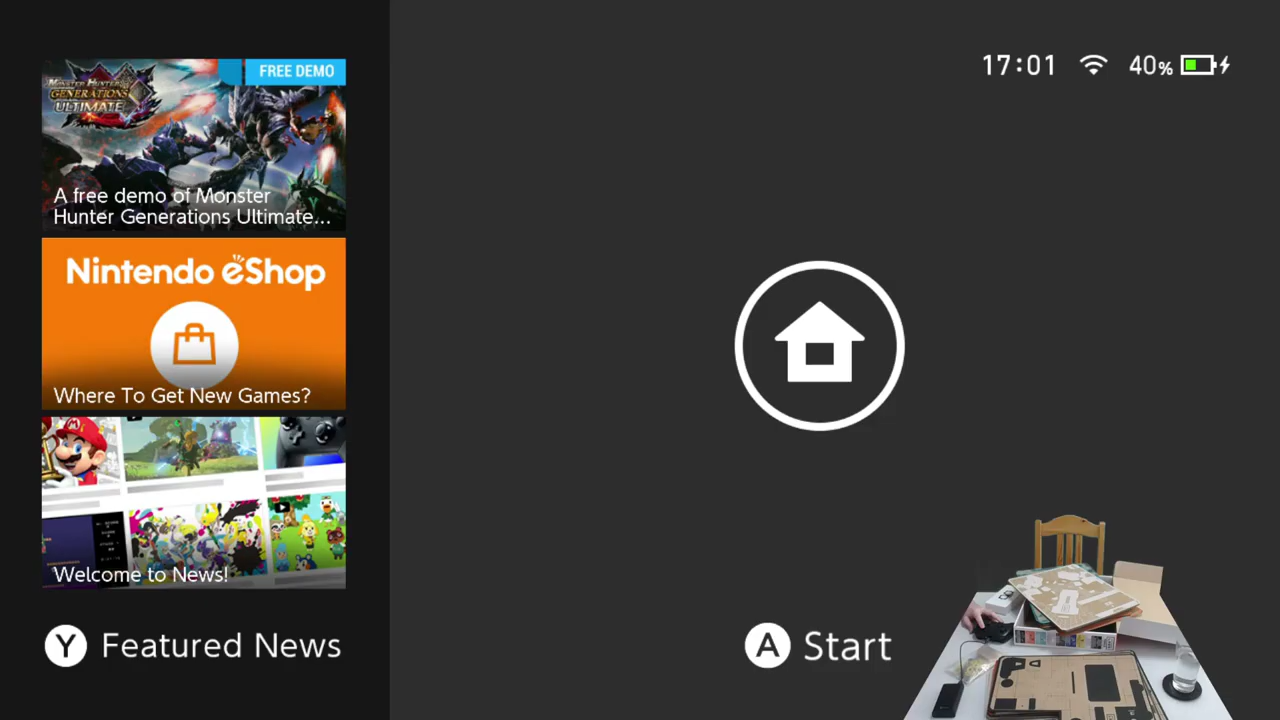 MONSTER HUNTER
GENERATIONS
ULTIMATE
FREE DEMO
A free demo of Monster
Hunter Generations Ultimate...
Nintendo eShop
Where To Get New Games?
Welcome to News!
Y Featured News
17:01 40%
A Start